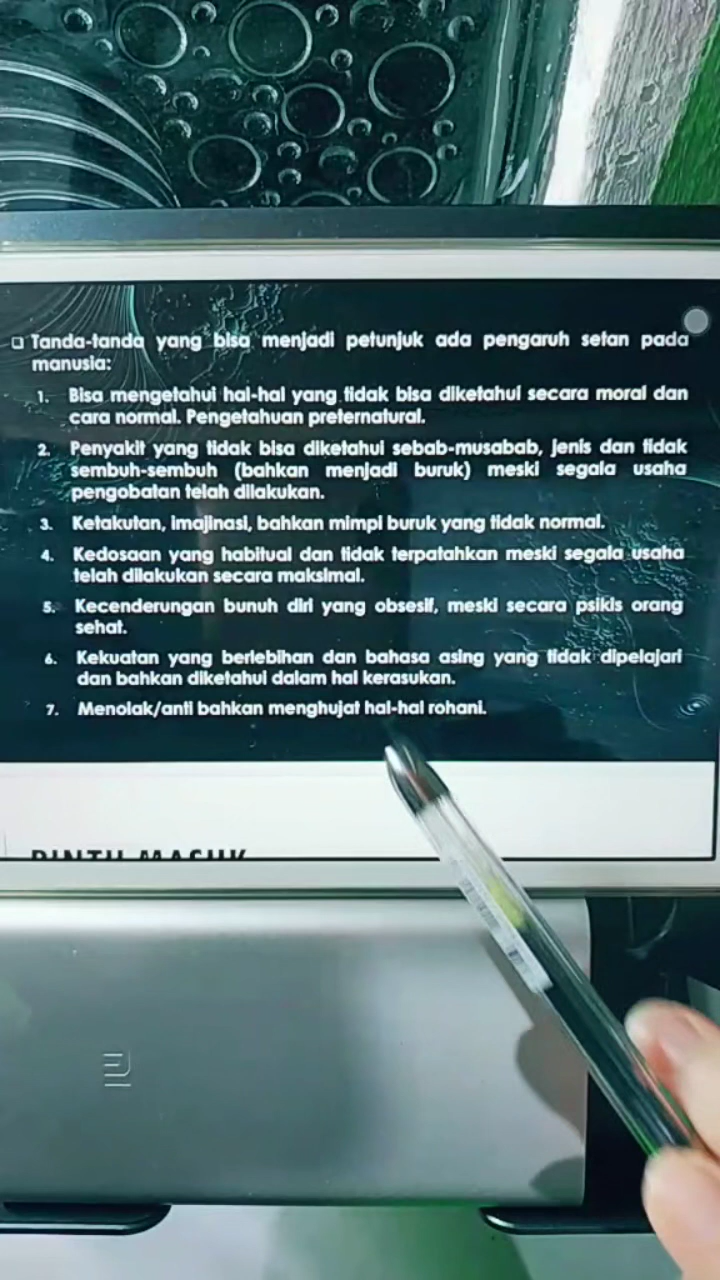 Tanda-tanda yang bisa menjadi petunjuk ada pengaruh setan pada
manusia:
1. Bisa mengetahui hal-hal yang tidak bisa diketahui secara moral dan
cara normal. Pengetahuan preternatural.
2. Penyakit yang tidak bisa diketahui sebab-musabab, jenis dan tidak
sembuh-sembuh (bahkan menjadi buruk) meski segala usaha
pengobatan telah dilakukan.
3. Ketakutan, imajinasi, bahkan mimpi buruk yang tidak normal.
4. Kedosaan yang habitual dan tidak terpatahkan meski segala usaha
telah dilakukan secara maksimal.
5. Kecenderungan bunuh diri yang obsesif, meski secara psikis orang
sehat.
6. Kekuatan yang berlebihan dan bahasa asing yang tidak dipelajari
dan bahkan diketahui dalam hal kerasukan.
7. Menolak/anti bahkan menghujat hal-hal rohani.
PINTU MASUK